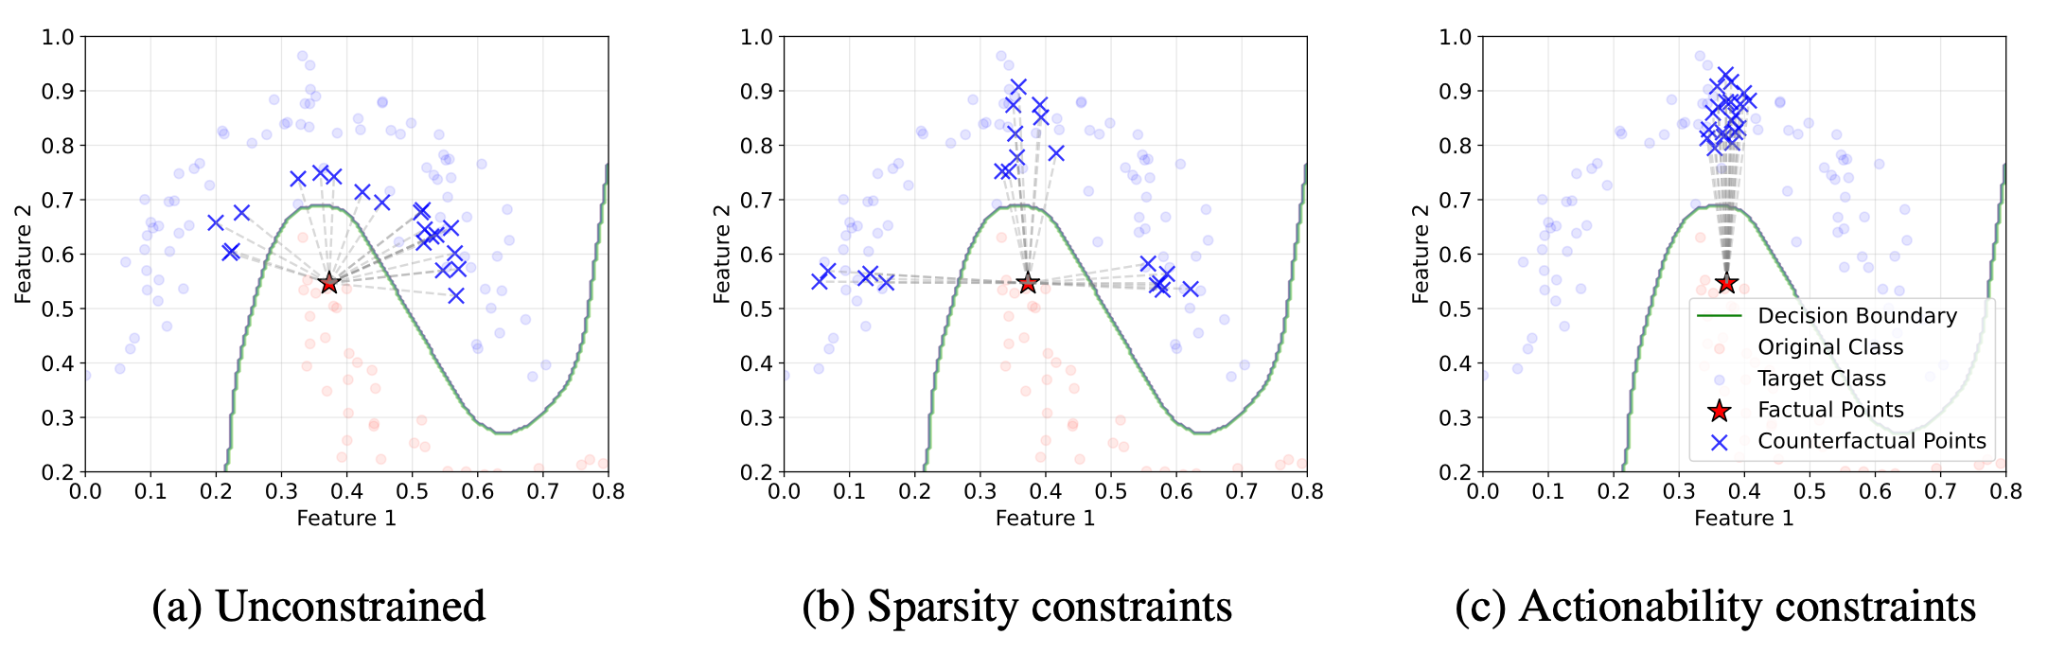 1.0
0.9
0.8
0.7
0.6
0.5
0.4
0.3
0.2
Feature 2
0.0 0.1 0.2 0.3 0.4 0.5 0.6 0.7 0.8
Feature 1
(a) Unconstrained
1.0
0.9
0.8
0.7
0.6
0.5
0.4
0.3
0.2
Feature 2
0.0 0.1 0.2 0.3 0.4 0.5 0.6 0.7 0.8
Feature 1
(b) Sparsity constraints
1.0
0.9
0.8
0.7
0.6
0.5
0.4
0.3
0.2
Feature 2
Decision Boundary
Original Class
Target Class
Factual Points
Counterfactual Points
0.0 0.1 0.2 0.3 0.4 0.5 0.6 0.7 0.8
Feature 1
(c) Actionability constraints